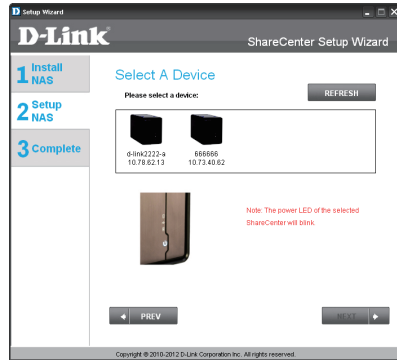 Setup Wizard
D-Link
ShareCenter Setup Wizard
1 Install NAS
2 Setup NAS
3 Complete
Select A Device
Please select a device:
REFRESH
d-link2222-a
10.78.62.13
666666
10.73.40.62
Note: The power LED of the selected
ShareCenter will blink
PREV
NEXT
Copyright © 2010-2012 D-Link Corporation Inc. All rights reserved.